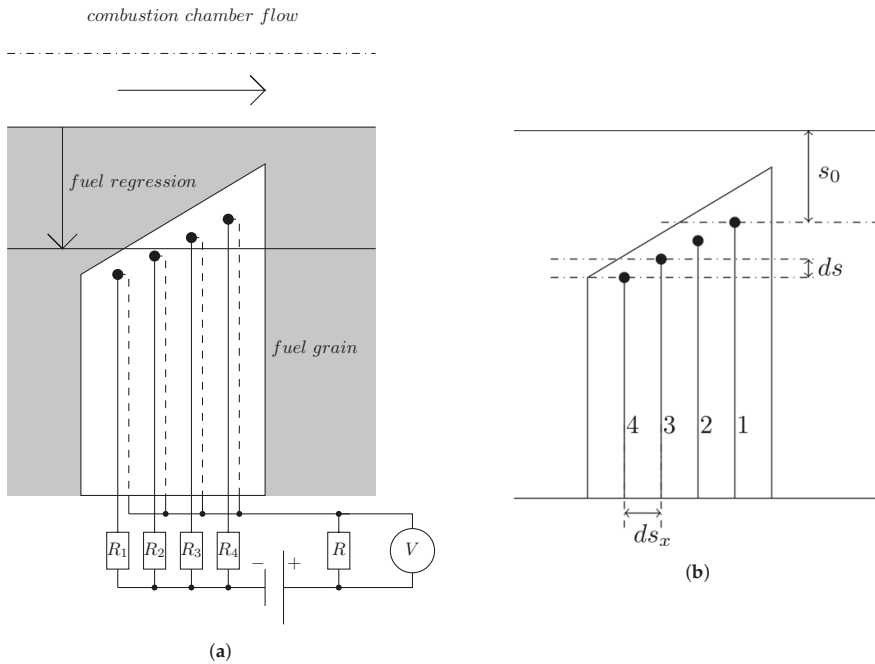 combustion chamber flow
fuel regression
fuel grain
R₁ R₂ R₃ R₄ − + R V
(a)
s₀
ds
4 3 2 1
dsₓ
(b)